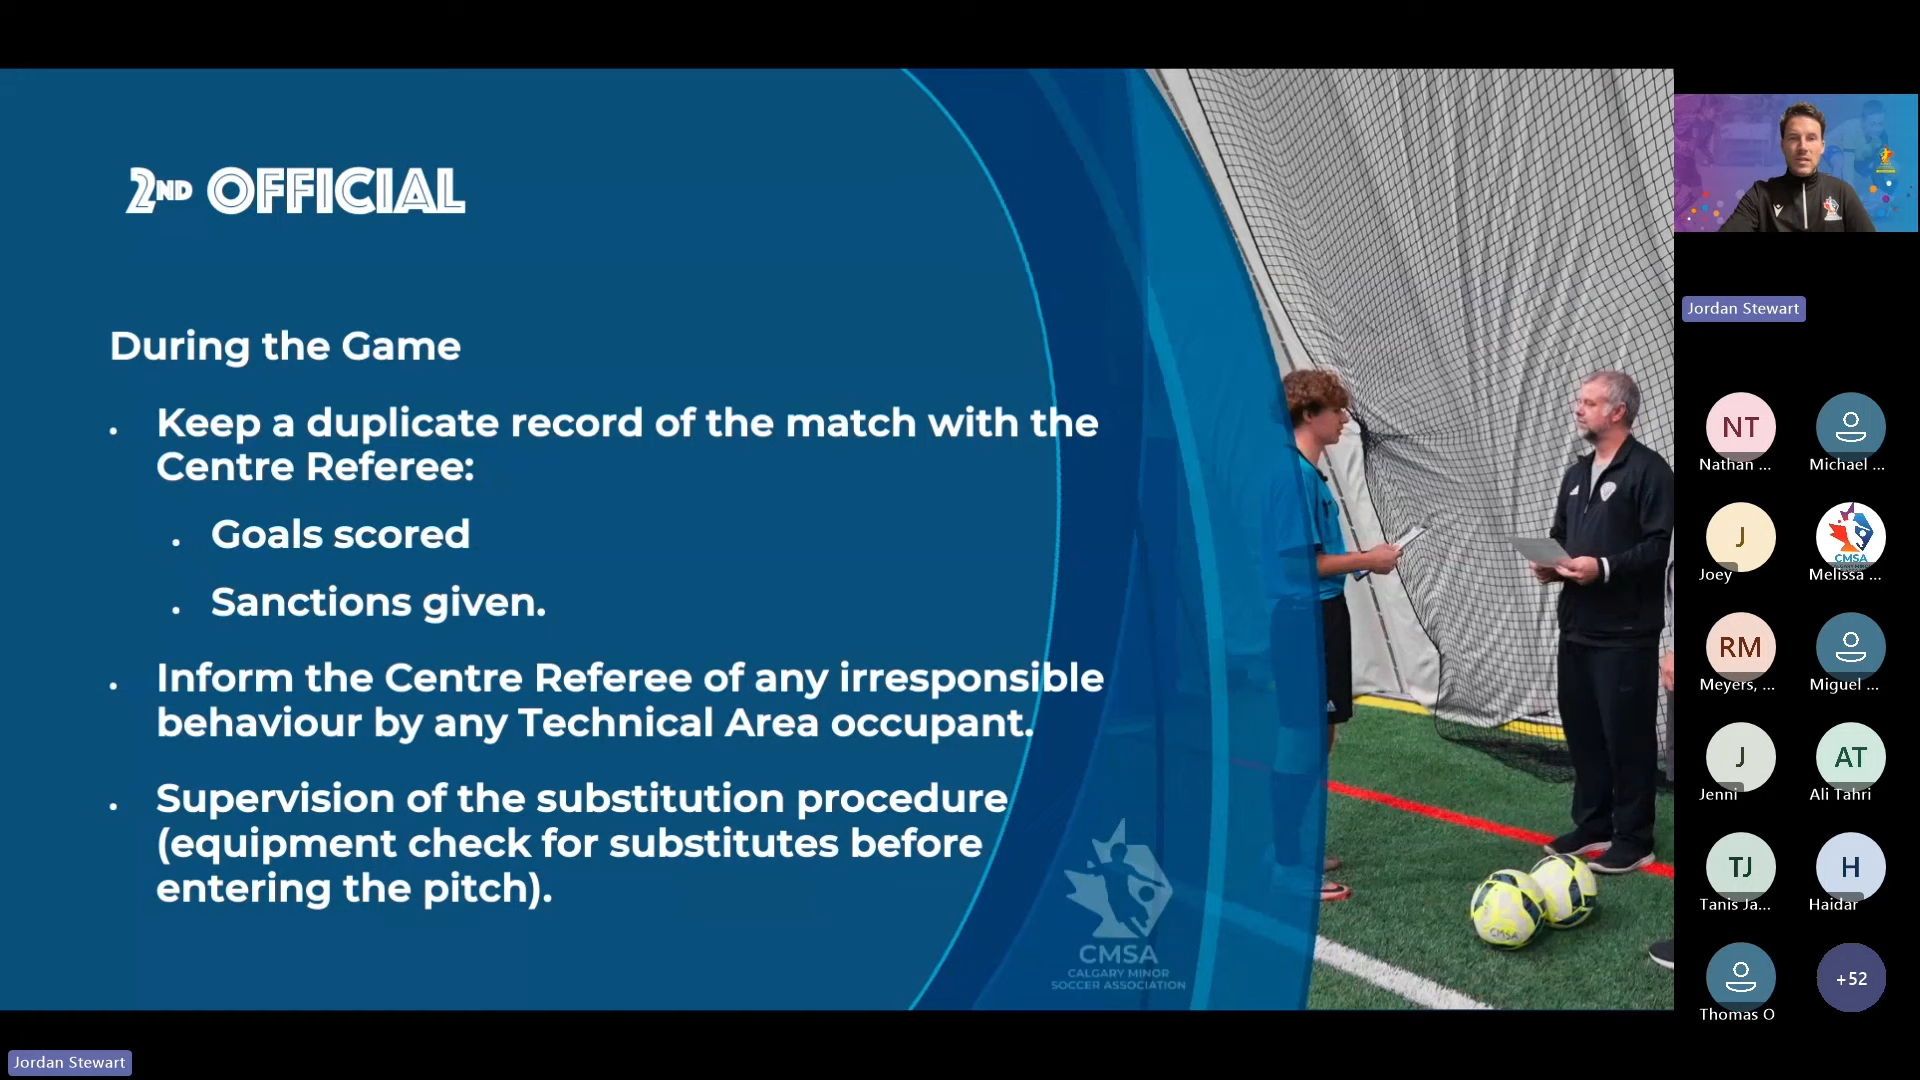 2ND OFFICIAL
During the Game
• Keep a duplicate record of the match with the
Centre Referee:
• Goals scored
• Sanctions given.
• Inform the Centre Referee of any irresponsible
behaviour by any Technical Area occupant.
• Supervision of the substitution procedure
(equipment check for substitutes before
entering the pitch).
CMSA
CALGARY MINOR
SOCCER ASSOCIATION
CMSA
Jordan Stewart
Jordan Stewart
NT
Nathan ...
Michael ...
J
Joey
CMSA
Melissa ...
RM
Meyers, ...
Miguel ...
J
Jenni
AT
Ali Tahri
TJ
Tanis Ja...
H
Haidar
Thomas O
+52